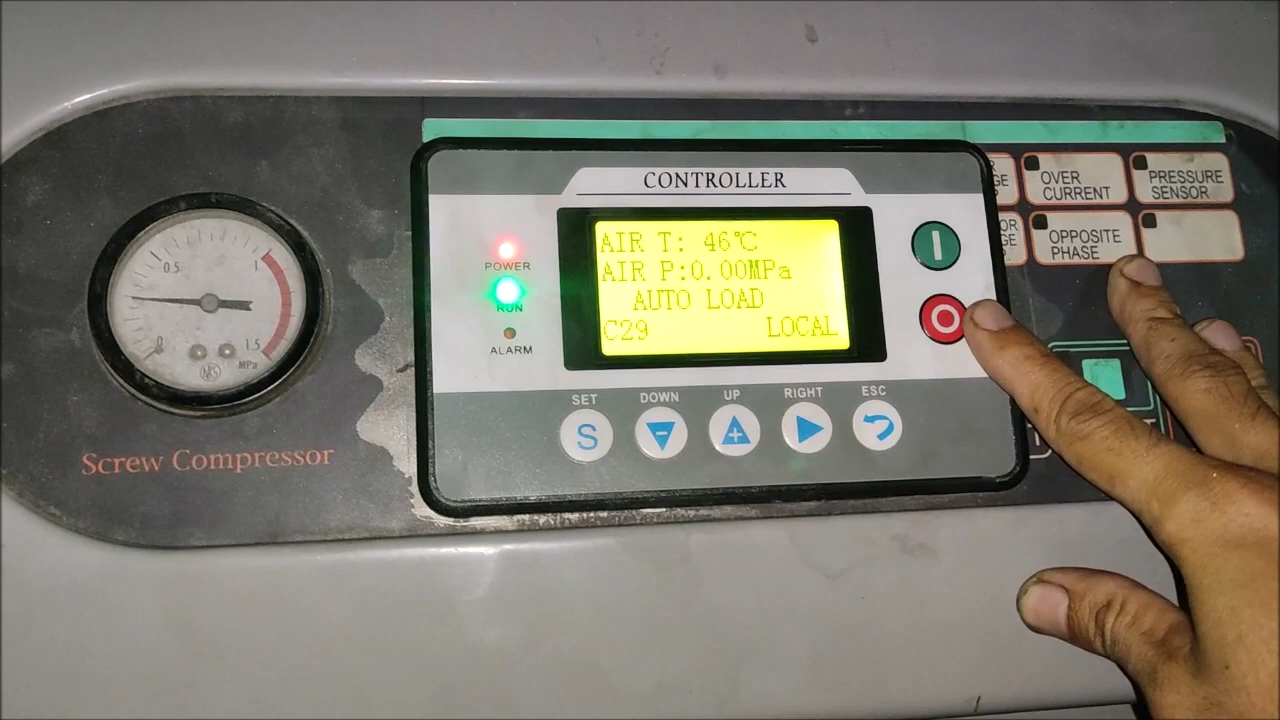 CONTROLLER
POWER
RUN
ALARM
AIR T: 46℃
AIR P:0.00MPa
AUTO LOAD
C29 LOCAL
SET DOWN UP RIGHT ESC
S
0 0.5 1 1.5
MPa
Screw Compressor
OVER
CURRENT
PRESSURE
SENSOR
OPPOSITE
PHASE